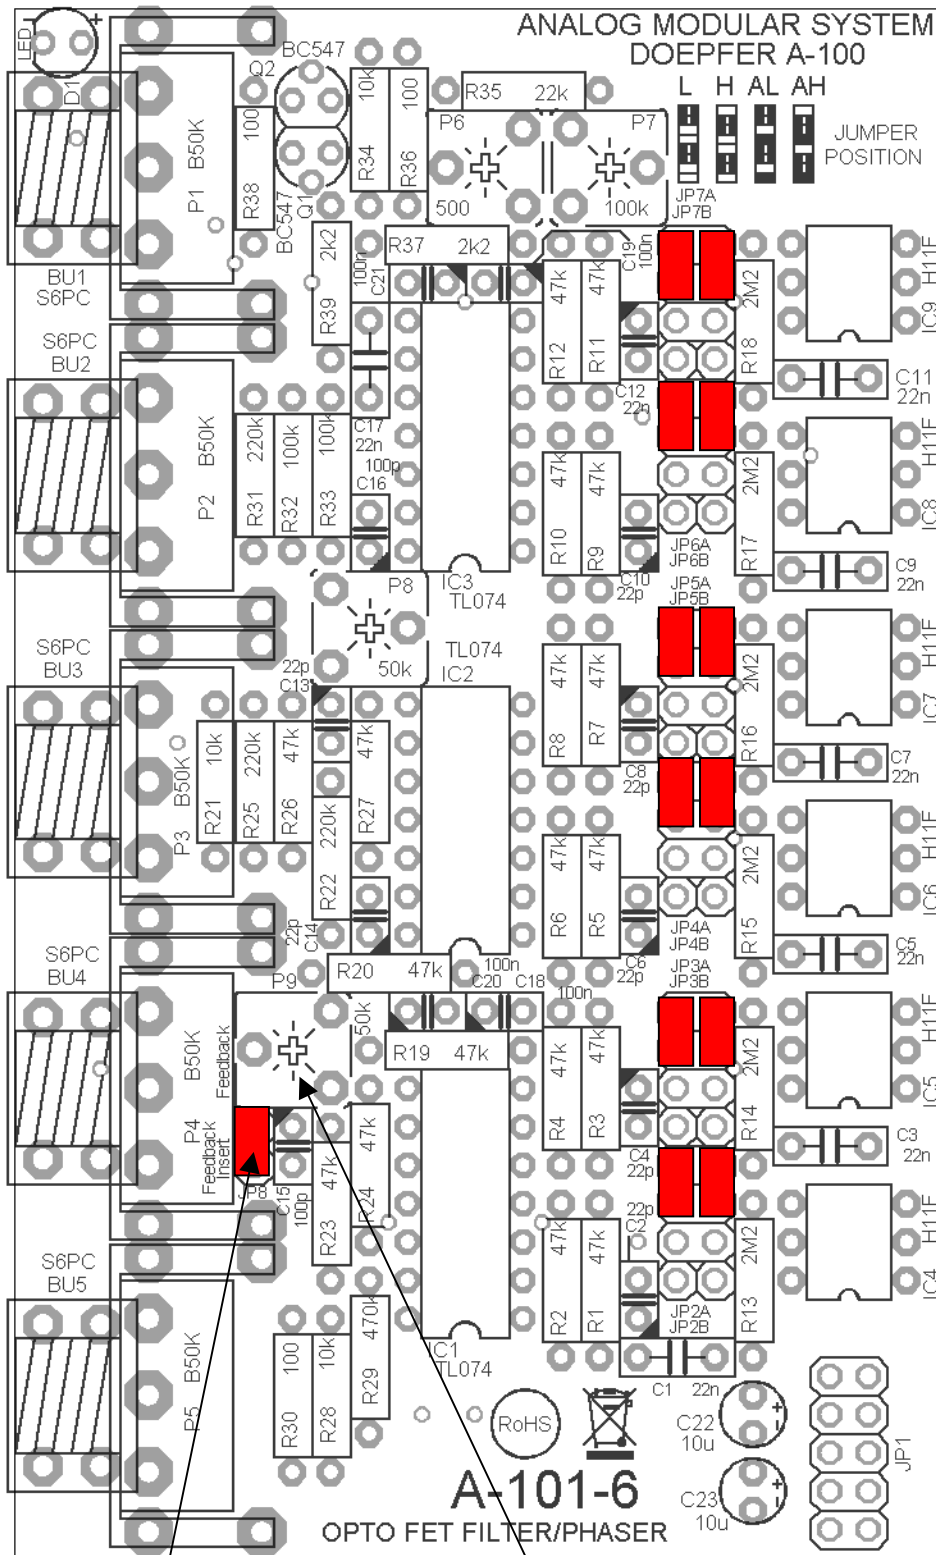 ANALOG MODULAR SYSTEM
DOEPFER A-100
L H AL AH
JUMPER
POSITION
LED
D1
BC547
Q2
BC547
Q1
BU1
S6PC
P1
B50K
R38
100
R34
10k
R36
100
R35
22k
P6
500
P7
100k
R37
2k2
R39
2k2
100n
C21
C19
100n
JP7A
JP7B
R12
47k
R11
47k
R18
2M2
H11F
IC9
C11
22n
C12
22n
S6PC
BU2
P2
B50K
R31
220k
R32
100k
R33
100k
C17
22n
100p
C16
IC3
TL074
R10
47k
R9
47k
C10
22p
JP6A
JP6B
R17
2M2
H11F
IC8
C9
22n
JP5A
JP5B
P8
50k
TL074
IC2
S6PC
BU3
P3
B50K
22p
C13
R21
10k
R25
220k
R26
47k
R22
220k
R27
47k
R8
47k
R7
47k
C8
22p
R16
2M2
H11F
IC7
C7
22n
22p
C14
R6
47k
R5
47k
C6
22p
JP4A
JP4B
R15
2M2
H11F
IC6
C5
22n
JP3A
JP3B
S6PC
BU4
P4
B50K
Feedback
Feedback
Insert
JP8
P9
50k
R20
47k
100n
C20
C18
100n
R19
47k
C15
100p
R23
47k
R24
47k
R4
47k
R3
47k
C4
22p
R14
2M2
H11F
IC5
C3
22n
22p
C2
R2
47k
R1
47k
JP2A
JP2B
R13
2M2
H11F
IC4
C1
22n
S6PC
BU5
P5
B50K
R30
100
R28
10k
R29
470k
IC1
TL074
RoHS
C22
10u
+
-
C23
10u
+
-
JP1
A-101-6
OPTO FET FILTER/PHASER